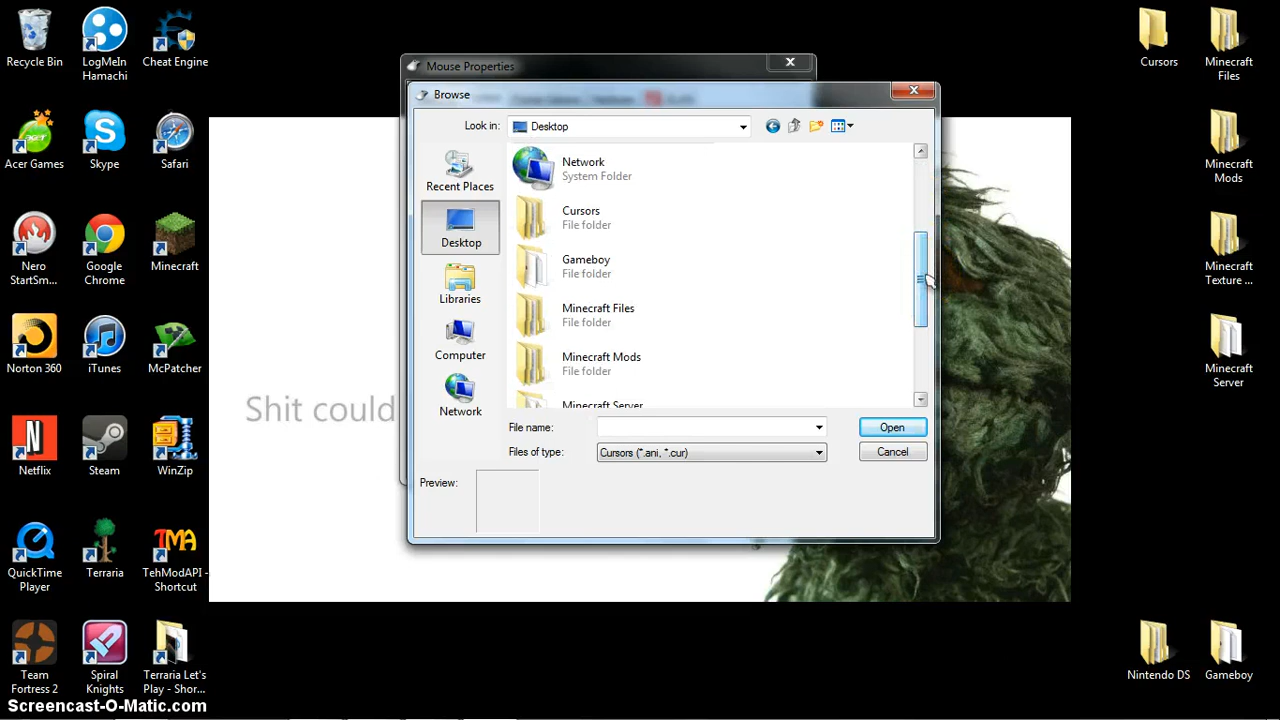 Recycle Bin
LogMeIn
Hamachi
Cheat Engine
Acer Games
Skype
Safari
Nero
StartSm...
Google
Chrome
Minecraft
Norton 360
iTunes
McPatcher
Netflix
Steam
WinZip
QuickTime
Player
Terraria
TehModAPI -
Shortcut
Team
Fortress 2
Spiral
Knights
Terraria Let's
Play - Shor...
Screencast-O-Matic.com
Shit could
Mouse Properties
Browse
Look in:
Desktop
Recent Places
Desktop
Libraries
Computer
Network
Network
System Folder
Cursors
File folder
Gameboy
File folder
Minecraft Files
File folder
Minecraft Mods
File folder
Minecraft Server
File name:
Open
Files of type:
Cursors (*.ani, *.cur)
Cancel
Preview:
Cursors
Minecraft
Files
Minecraft
Mods
Minecraft
Texture ...
Minecraft
Server
Nintendo DS
Gameboy